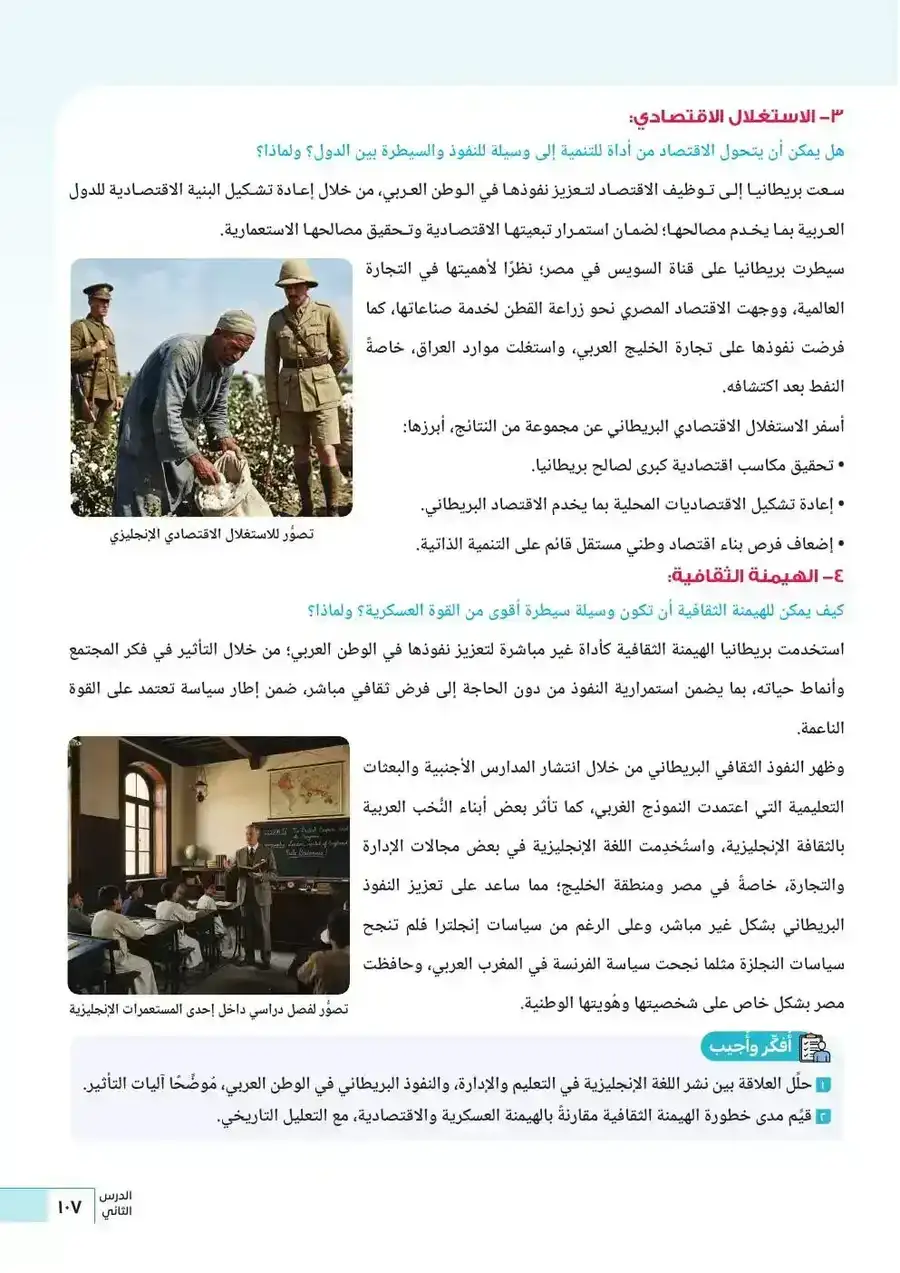 ٣- الاستغلال الاقتصادي:
هل يمكن أن يتحول الاقتصاد من أداة للتنمية إلى وسيلة للنفوذ والسيطرة بين الدول؟ ولماذا؟
سعت بريطانيا إلى توظيف الاقتصاد لتعزيز نفوذها في الوطن العربي، من خلال إعادة تشكيل البنية الاقتصادية للدول
العربية بما يخدم مصالحها؛ لضمان استمرار تبعيتها الاقتصادية وتحقيق مصالحها الاستعمارية.
سيطرت بريطانيا على قناة السويس في مصر؛ نظرًا لأهميتها في التجارة
العالمية، ووجهت الاقتصاد المصري نحو زراعة القطن لخدمة صناعاتها، كما
فرضت نفوذها على تجارة الخليج العربي، واستغلت موارد العراق، خاصةً
النفط بعد اكتشافه.
أسفر الاستغلال الاقتصادي البريطاني عن مجموعة من النتائج، أبرزها:
• تحقيق مكاسب اقتصادية كبرى لصالح بريطانيا.
• إعادة تشكيل الاقتصاديات المحلية بما يخدم الاقتصاد البريطاني.
• إضعاف فرص بناء اقتصاد وطني مستقل قائم على التنمية الذاتية.
تصوُّر للاستغلال الاقتصادي الإنجليزي
٤- الهيمنة الثقافية:
كيف يمكن للهيمنة الثقافية أن تكون وسيلة سيطرة أقوى من القوة العسكرية؟ ولماذا؟
استخدمت بريطانيا الهيمنة الثقافية كأداة غير مباشرة لتعزيز نفوذها في الوطن العربي؛ من خلال التأثير في فكر المجتمع
وأنماط حياته، بما يضمن استمرارية النفوذ من دون الحاجة إلى فرض ثقافي مباشر، ضمن إطار سياسة تعتمد على القوة
الناعمة.
وظهر النفوذ الثقافي البريطاني من خلال انتشار المدارس الأجنبية والبعثات
التعليمية التي اعتمدت النموذج الغربي، كما تأثر بعض أبناء النُّخب العربية
بالثقافة الإنجليزية، واستُخدِمت اللغة الإنجليزية في بعض مجالات الإدارة
والتجارة، خاصةً في مصر ومنطقة الخليج؛ مما ساعد على تعزيز النفوذ
البريطاني بشكل غير مباشر، وعلى الرغم من سياسات إنجلترا فلم تنجح
سياسات النجلزة مثلما نجحت سياسة الفرنسة في المغرب العربي، وحافظت
مصر بشكل خاص على شخصيتها وهُويتها الوطنية.
تصوُّر لفصل دراسي داخل إحدى المستعمرات الإنجليزية
أفكِّر وأجيب
١ حلِّل العلاقة بين نشر اللغة الإنجليزية في التعليم والإدارة، والنفوذ البريطاني في الوطن العربي، مُوضِّحًا آليات التأثير.
٢ قيِّم مدى خطورة الهيمنة الثقافية مقارنةً بالهيمنة العسكرية والاقتصادية، مع التعليل التاريخي.
الدرس
الثاني
١٠٧